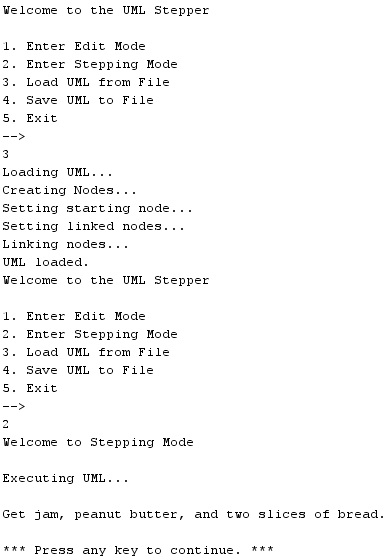 Welcome to the UML Stepper
1. Enter Edit Mode
2. Enter Stepping Mode
3. Load UML from File
4. Save UML to File
5. Exit
-->
3
Loading UML...
Creating Nodes...
Setting starting node...
Setting linked nodes...
Linking nodes...
UML loaded.
Welcome to the UML Stepper
1. Enter Edit Mode
2. Enter Stepping Mode
3. Load UML from File
4. Save UML to File
5. Exit
-->
2
Welcome to Stepping Mode
Executing UML...
Get jam, peanut butter, and two slices of bread.
*** Press any key to continue. ***